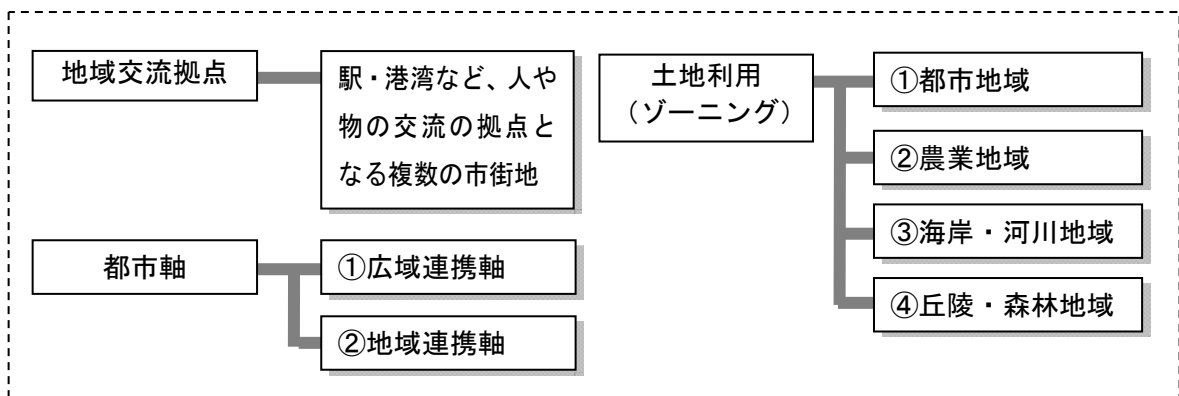 地域交流拠点
駅・港湾など、人や
物の交流の拠点と
なる複数の市街地
都市軸
①広域連携軸
②地域連携軸
土地利用
（ゾーニング）
①都市地域
②農業地域
③海岸・河川地域
④丘陵・森林地域